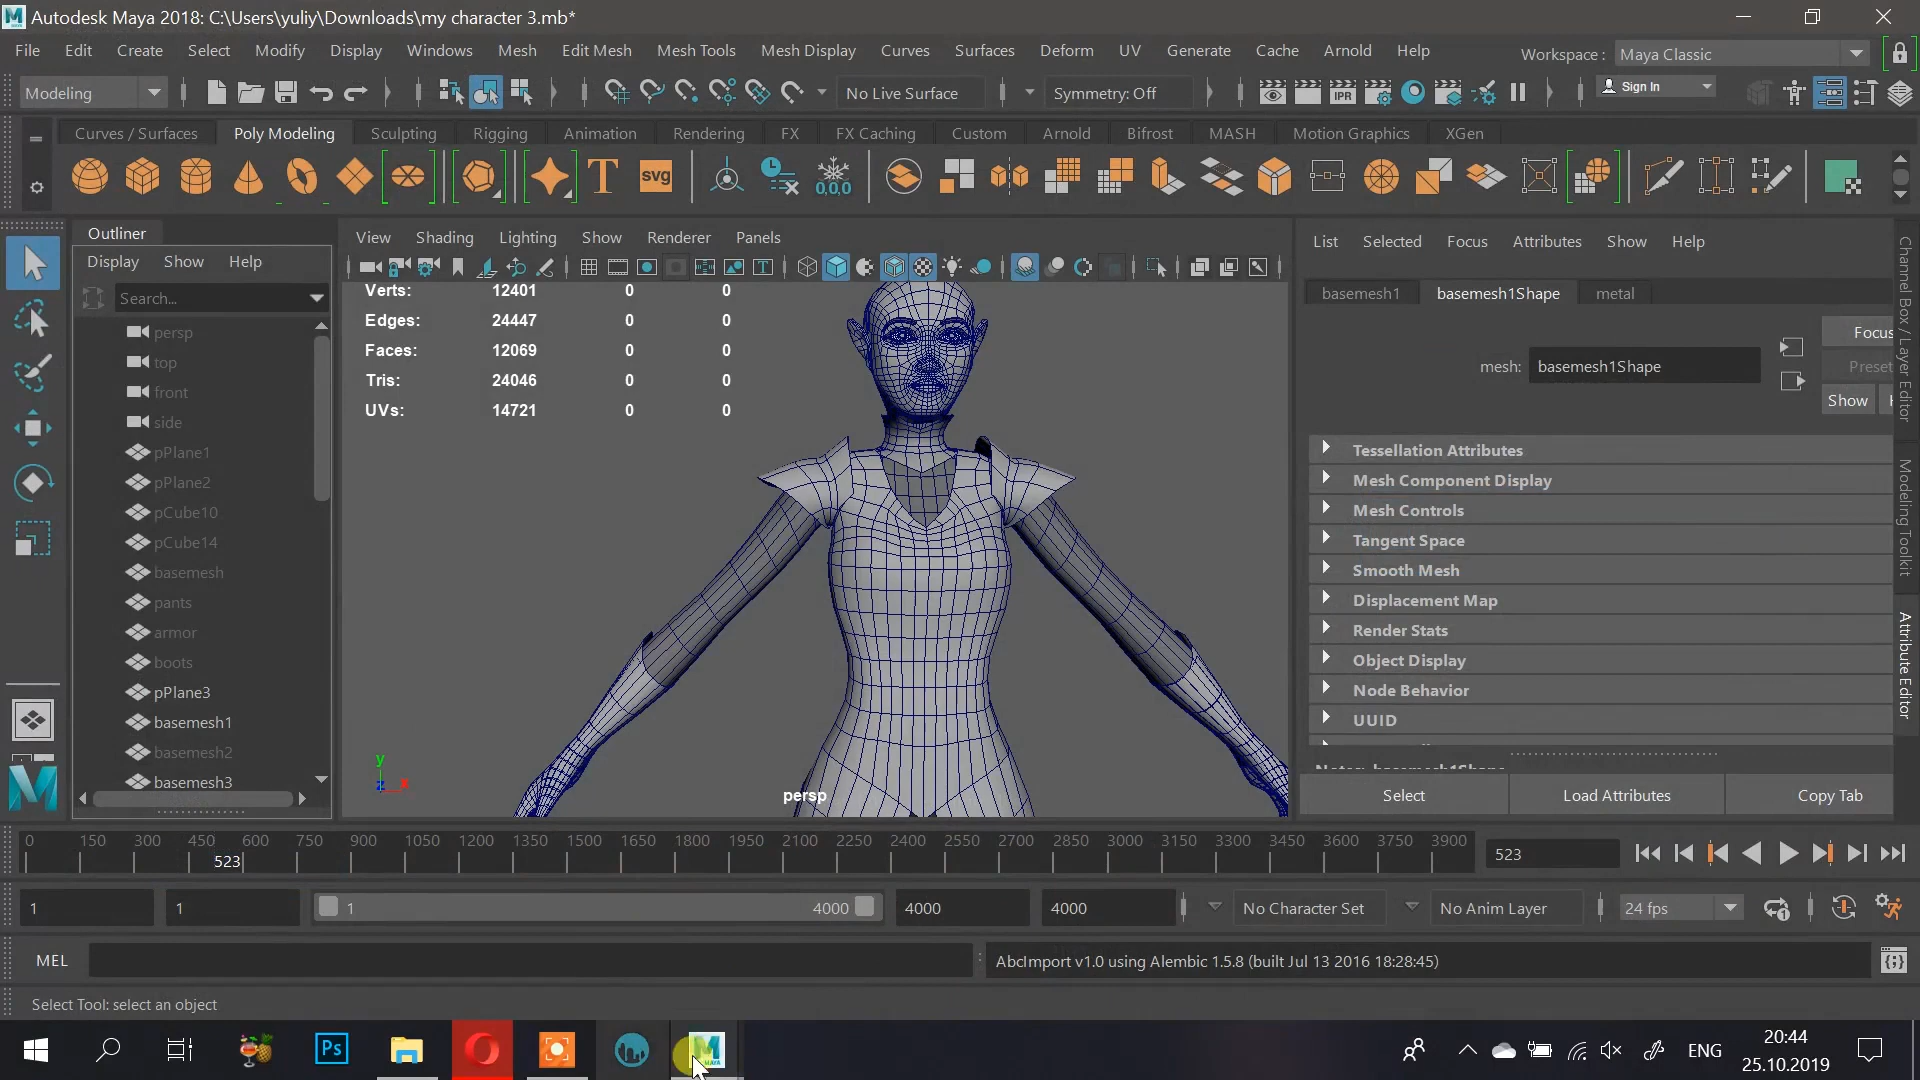 Autodesk Maya 2018: C:\Users\yuliy\Downloads\my character 3.mb*
File Edit Create Select Modify Display Windows Mesh Edit Mesh Mesh Tools Mesh Display Curves Surfaces Deform UV Generate Cache Arnold Help Workspace : Maya Classic
Modeling No Live Surface Symmetry: Off IPR Sign In
Curves / Surfaces Poly Modeling Sculpting Rigging Animation Rendering FX FX Caching Custom Arnold Bifrost MASH Motion Graphics XGen
T svg 0,0,0
Outliner
Display Show Help
Search...
persp
top
front
side
pPlane1
pPlane2
pCube10
pCube14
basemesh
pants
armor
boots
pPlane3
basemesh1
basemesh2
basemesh3
View Shading Lighting Show Renderer Panels
Verts: 12401 0 0
Edges: 24447 0 0
Faces: 12069 0 0
Tris: 24046 0 0
UVs: 14721 0 0
y
persp
List Selected Focus Attributes Show Help
basemesh1 basemesh1Shape metal
Focus
mesh: basemesh1Shape
Preset
Show
Tessellation Attributes
Mesh Component Display
Mesh Controls
Tangent Space
Smooth Mesh
Displacement Map
Render Stats
Object Display
Node Behavior
UUID
Notes: basemesh1Shape
Select Load Attributes Copy Tab
Channel Box / Layer Editor
Modeling Toolkit
Attribute Editor
0 150 300 450 600 750 900 1050 1200 1350 1500 1650 1800 1950 2100 2250 2400 2550 2700 2850 3000 3150 3300 3450 3600 3750 3900
523 523
1 1 1 4000 4000 4000 No Character Set No Anim Layer 24 fps
MEL AbcImport v1.0 using Alembic 1.5.8 (built Jul 13 2016 18:28:45)
Select Tool: select an object
Ps MAYA ENG 20:44
25.10.2019